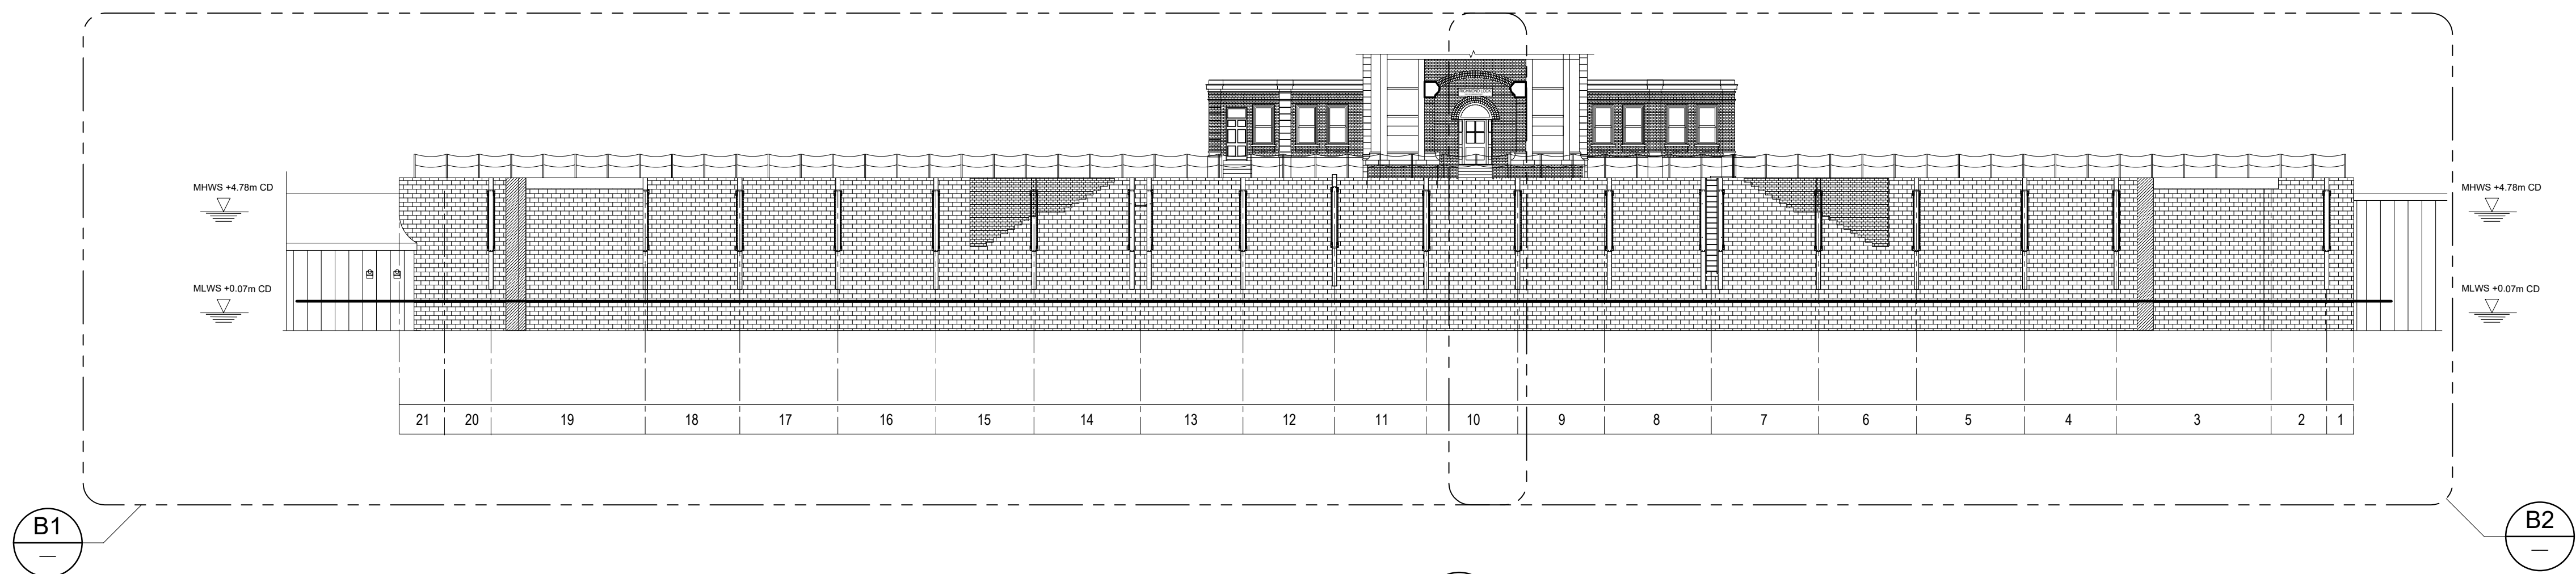 RICHMOND LOCK
MHWS +4.78m CD
MHWS +4.78m CD
MLWS +0.07m CD
MLWS +0.07m CD
21 20 19 18 17 16 15 14 13 12 11 10 9 8 7 6 5 4 3 2 1
B1
B2